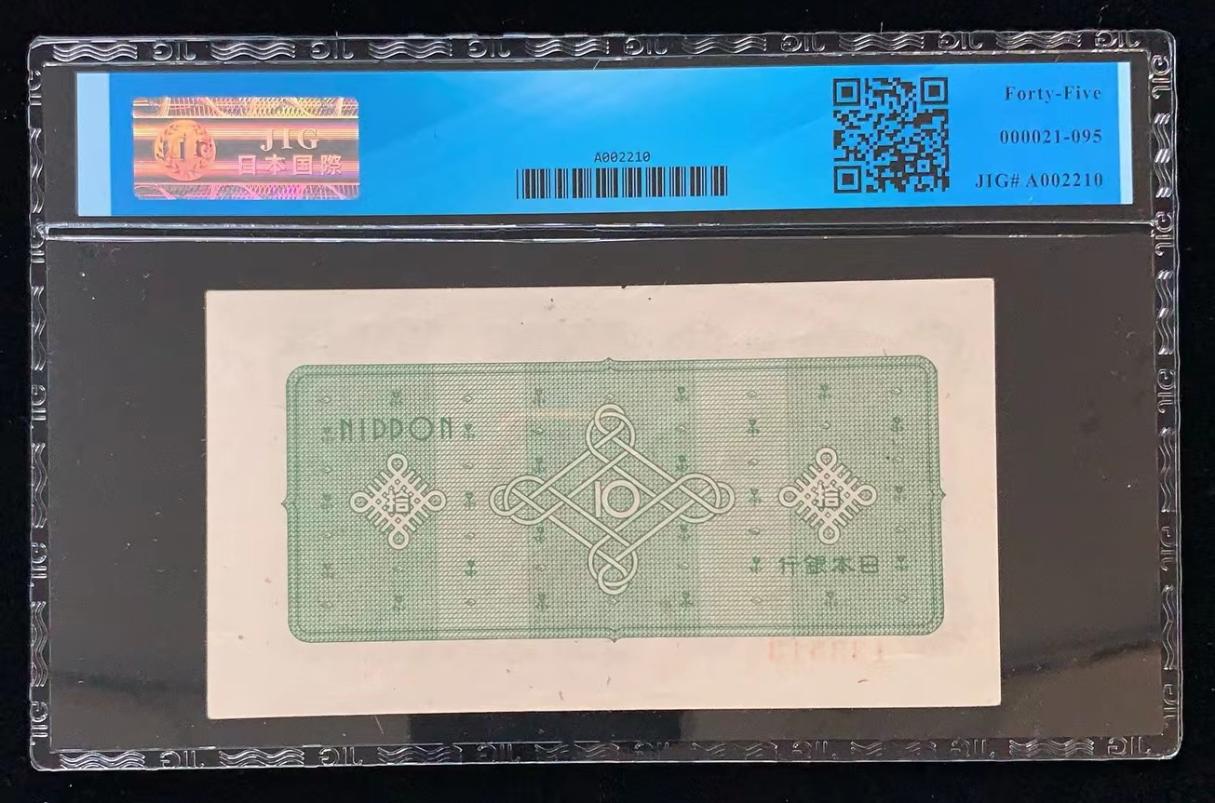 JIG
日本国際
A002210
Forty-Five
000021-095
JIG# A002210
NIPPON
拾
10
拾
行銀本日